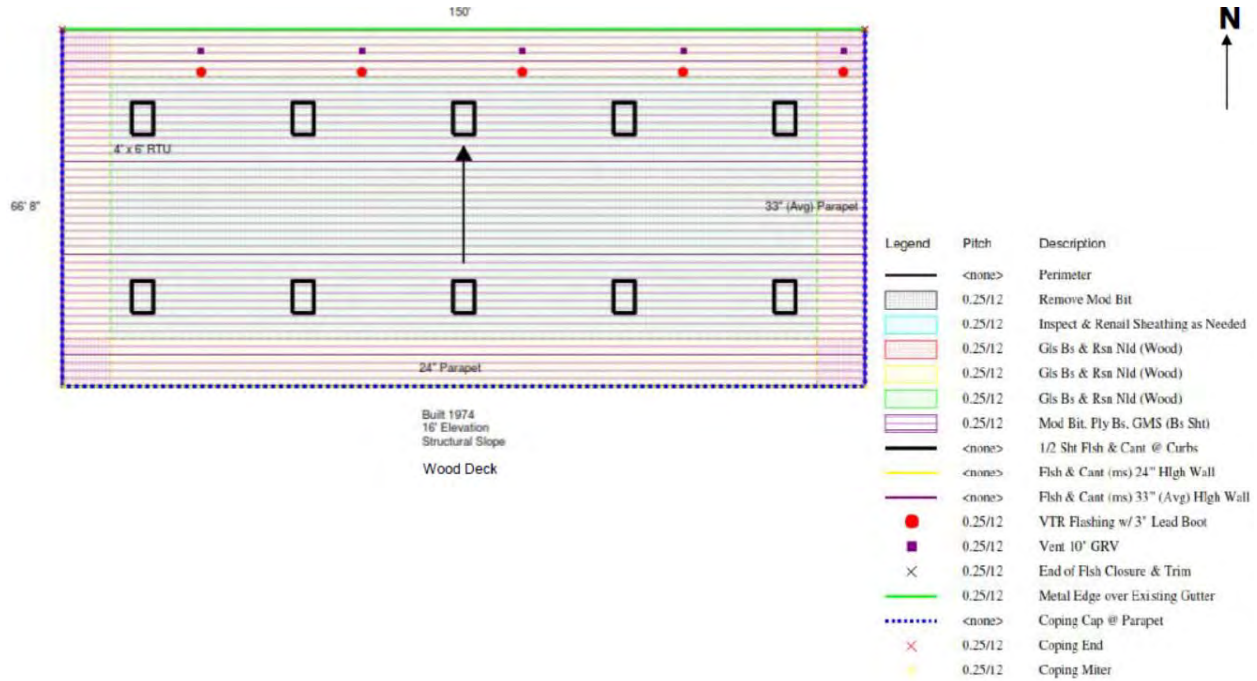 150'
N
4' x 6' RTU
66' 8"
33" (Avg) Parapet
24" Parapet
Built 1974
16' Elevation
Structural Slope
Wood Deck
Legend Pitch Description
<none> Perimeter
0.25/12 Remove Mod Bit
0.25/12 Inspect & Renail Sheathing as Needed
0.25/12 Gls Bs & Rsn Nld (Wood)
0.25/12 Gls Bs & Rsn Nld (Wood)
0.25/12 Gls Bs & Rsn Nld (Wood)
0.25/12 Mod Bit, Ply Bs, GMS (Bs Sht)
<none> 1/2 Sht Flsh & Cant @ Curbs
<none> Flsh & Cant (ms) 24" High Wall
<none> Flsh & Cant (ms) 33" (Avg) High Wall
0.25/12 VTR Flashing w/ 3" Lead Boot
0.25/12 Vent 10" GRV
0.25/12 End of Flsh Closure & Trim
0.25/12 Metal Edge over Existing Gutter
<none> Coping Cap @ Parapet
0.25/12 Coping End
0.25/12 Coping Miter